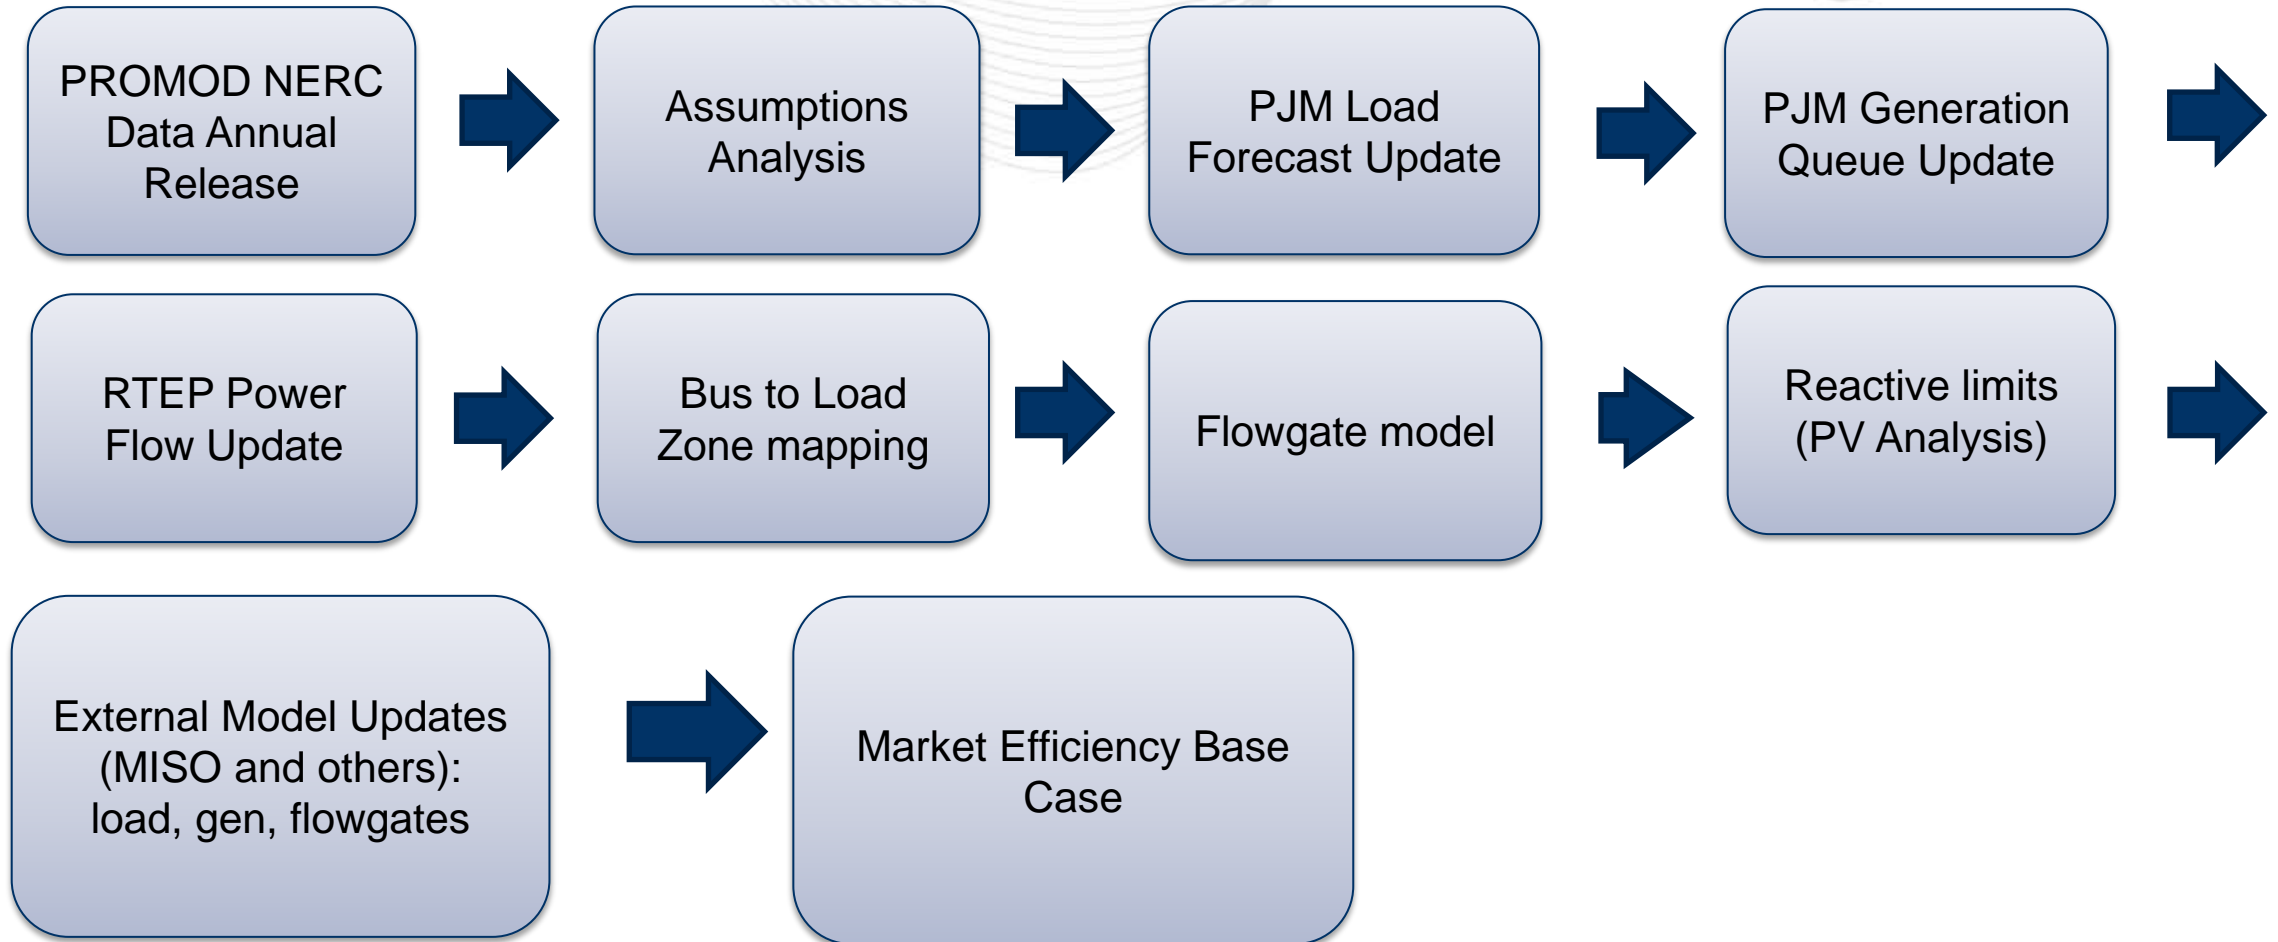 PROMOD NERC
Data Annual
Release
Assumptions
Analysis
PJM Load
Forecast Update
PJM Generation
Queue Update
RTEP Power
Flow Update
Bus to Load
Zone mapping
Flowgate model
Reactive limits
(PV Analysis)
External Model Updates
(MISO and others):
load, gen, flowgates
Market Efficiency Base
Case